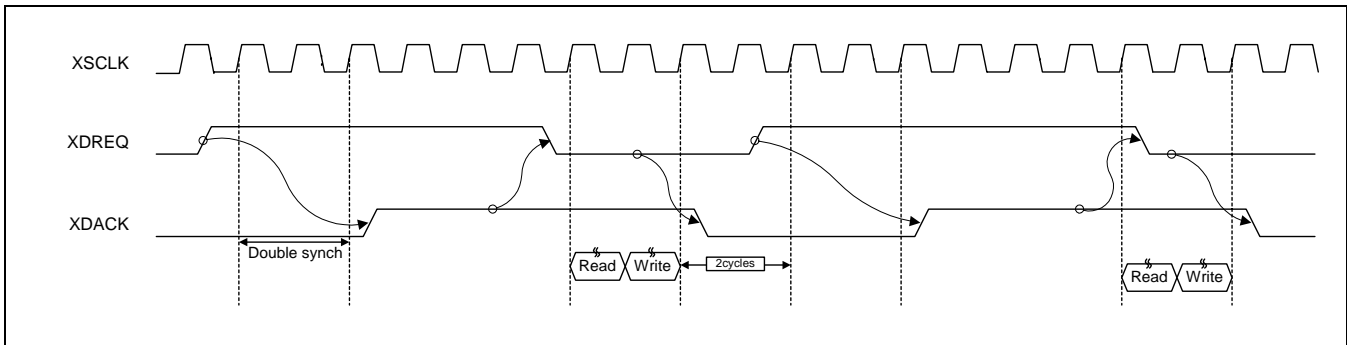 XSCLK
XDREQ
XDACK
Double synch
Read Write
2cycles
Read Write